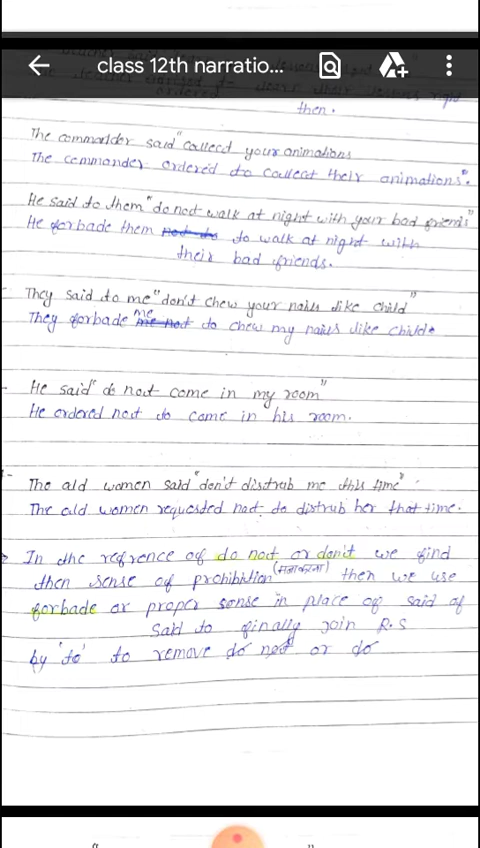 class 12th narratio...
ordered
then.
The commander said "collect your animations
The commander ordered to collect their animations".
He said to them "do not walk at night with your bad friends"
He forbade them not to to walk at night with
their bad friends.
They said to me "don't chew your nails like child"
They forbade me me not to chew my nails like child.
He said "do not come in my room"
He ordered not to come in his room.
The old women said "don't distrub me this time"
The old women requested not to distrub her that time.
In the refrence of do not or don't we find
then sense of prohibition (मना करना) then we use
forbade or proper sense in place of said of
said to finally join R.S
by 'to' to remove do not or do